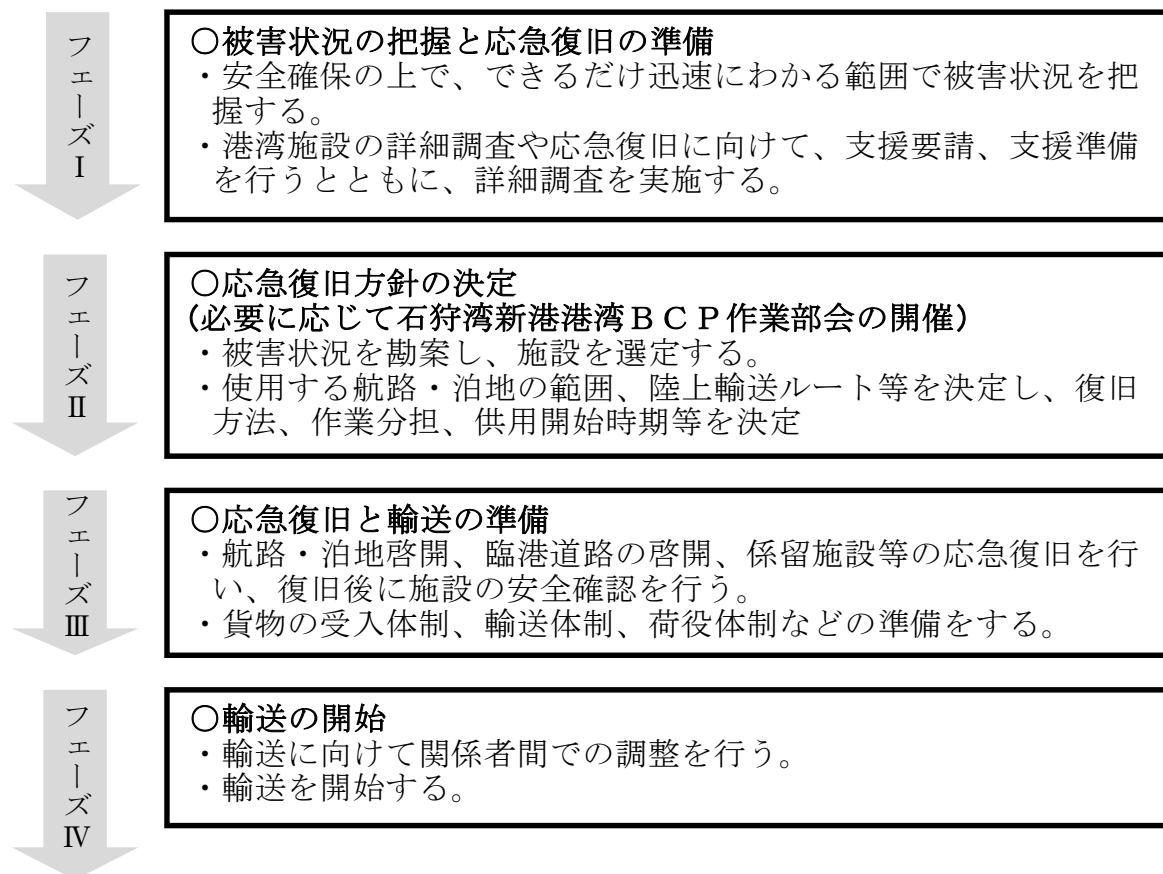 フェーズⅠ
〇被害状況の把握と応急復旧の準備
・安全確保の上で、できるだけ迅速にわかる範囲で被害状況を把
握する。
・港湾施設の詳細調査や応急復旧に向けて、支援要請、支援準備
を行うとともに、詳細調査を実施する。
フェーズⅡ
〇応急復旧方針の決定
(必要に応じて石狩湾新港港湾ＢＣＰ作業部会の開催)
・被害状況を勘案し、施設を選定する。
・使用する航路・泊地の範囲、陸上輸送ルート等を決定し、復旧
方法、作業分担、供用開始時期等を決定
フェーズⅢ
〇応急復旧と輸送の準備
・航路・泊地啓開、臨港道路の啓開、係留施設等の応急復旧を行
い、復旧後に施設の安全確認を行う。
・貨物の受入体制、輸送体制、荷役体制などの準備をする。
フェーズⅣ
〇輸送の開始
・輸送に向けて関係者間での調整を行う。
・輸送を開始する。